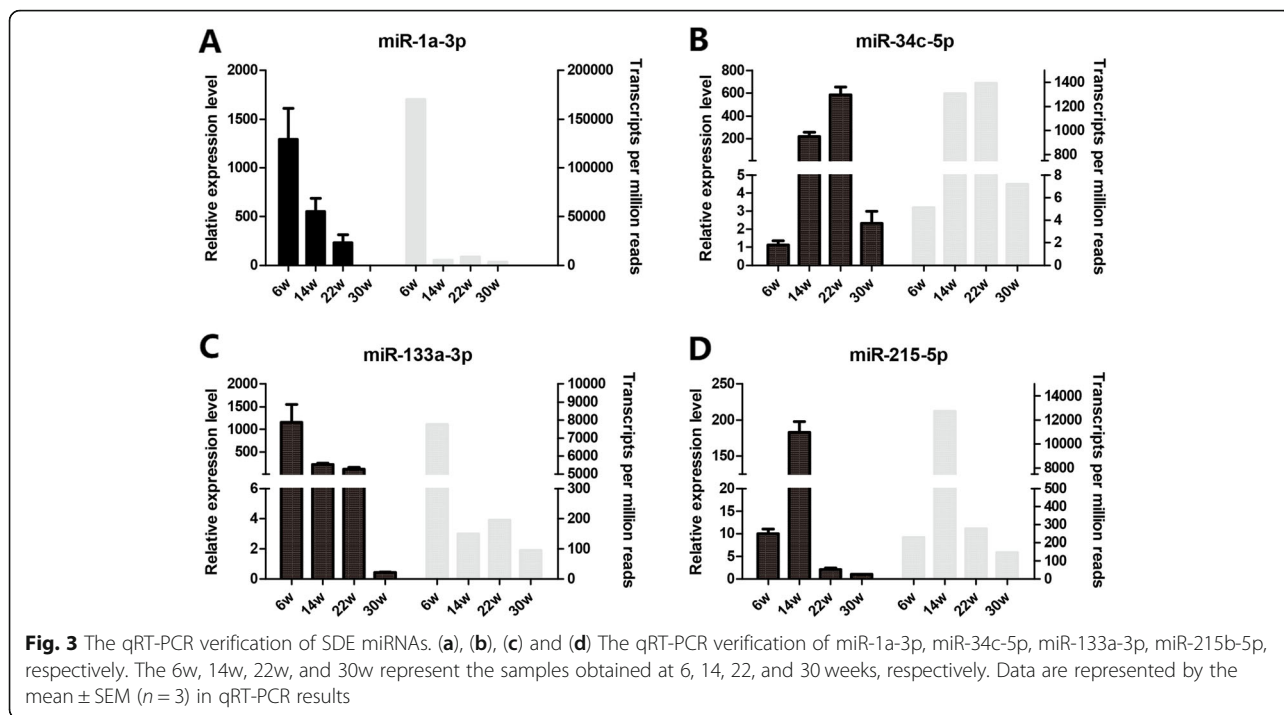 A
miR-1a-3p
Relative expression level
2000
1500
1000
500
0
6w 14w 22w 30w
6w 14w 22w 30w
200000
150000
100000
50000
0
Transcripts per million reads
B
miR-34c-5p
Relative expression level
800
600
400
200
5
4
3
2
1
0
6w 14w 22w 30w
6w 14w 22w 30w
1400
1200
1000
800
8
6
4
2
0
Transcripts per million reads
C
miR-133a-3p
Relative expression level
2000
1500
1000
500
6
4
2
0
6w 14w 22w 30w
6w 14w 22w 30w
10000
9000
8000
7000
6000
5000
300
200
100
0
Transcripts per million reads
D
miR-215-5p
Relative expression level
250
200
150
20
15
10
5
0
6w 14w 22w 30w
6w 14w 22w 30w
14000
12000
10000
8000
500
400
300
200
100
0
Transcripts per million reads
Fig. 3 The qRT-PCR verification of SDE miRNAs. (a), (b), (c) and (d) The qRT-PCR verification of miR-1a-3p, miR-34c-5p, miR-133a-3p, miR-215b-5p,
respectively. The 6w, 14w, 22w, and 30w represent the samples obtained at 6, 14, 22, and 30 weeks, respectively. Data are represented by the
mean ± SEM (n = 3) in qRT-PCR results